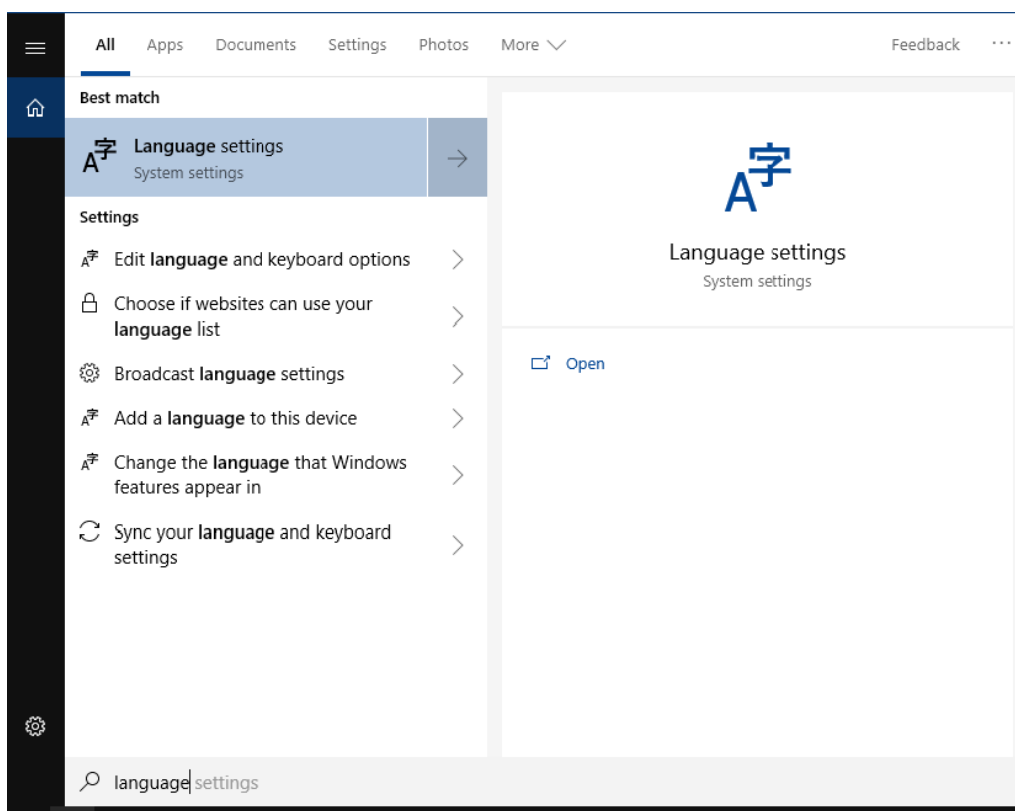 All Apps Documents Settings Photos More Feedback ...
Best match
Language settings
System settings
Settings
Edit language and keyboard options
Choose if websites can use your
language list
Broadcast language settings
Add a language to this device
Change the language that Windows
features appear in
Sync your language and keyboard
settings
A字
Language settings
System settings
Open
language settings